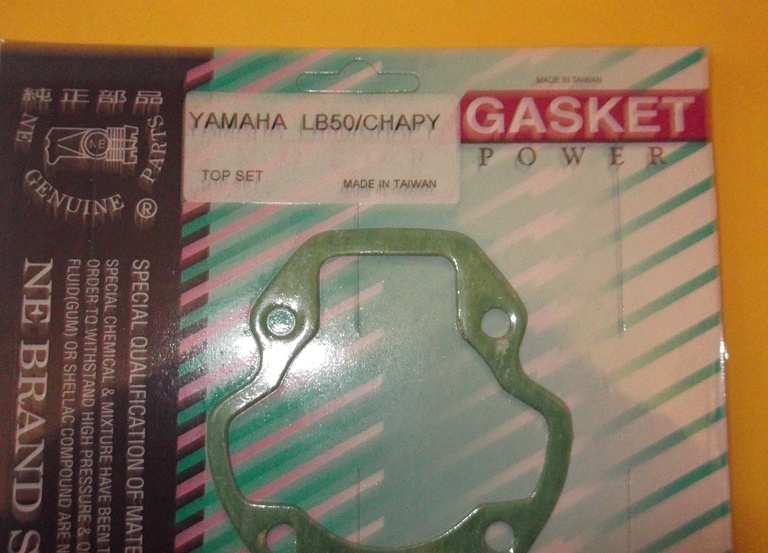 MADE IN TAIWAN
GASKET
POWER
YAMAHA LB50/CHAPY
TOP SET
MADE IN TAIWAN
純正部品
NE
NE
GENUINE
PARTS
®
SPECIAL QUALIFICATION OF MATE
SPECIAL CHEMICAL & MIXTURE HAVE BEEN T
ORDER TO WITHSTAND HIGH PRESSURE & O
FLUID(GUM) OR SHELLAC COMPOUND ARE N
NE BRAND S